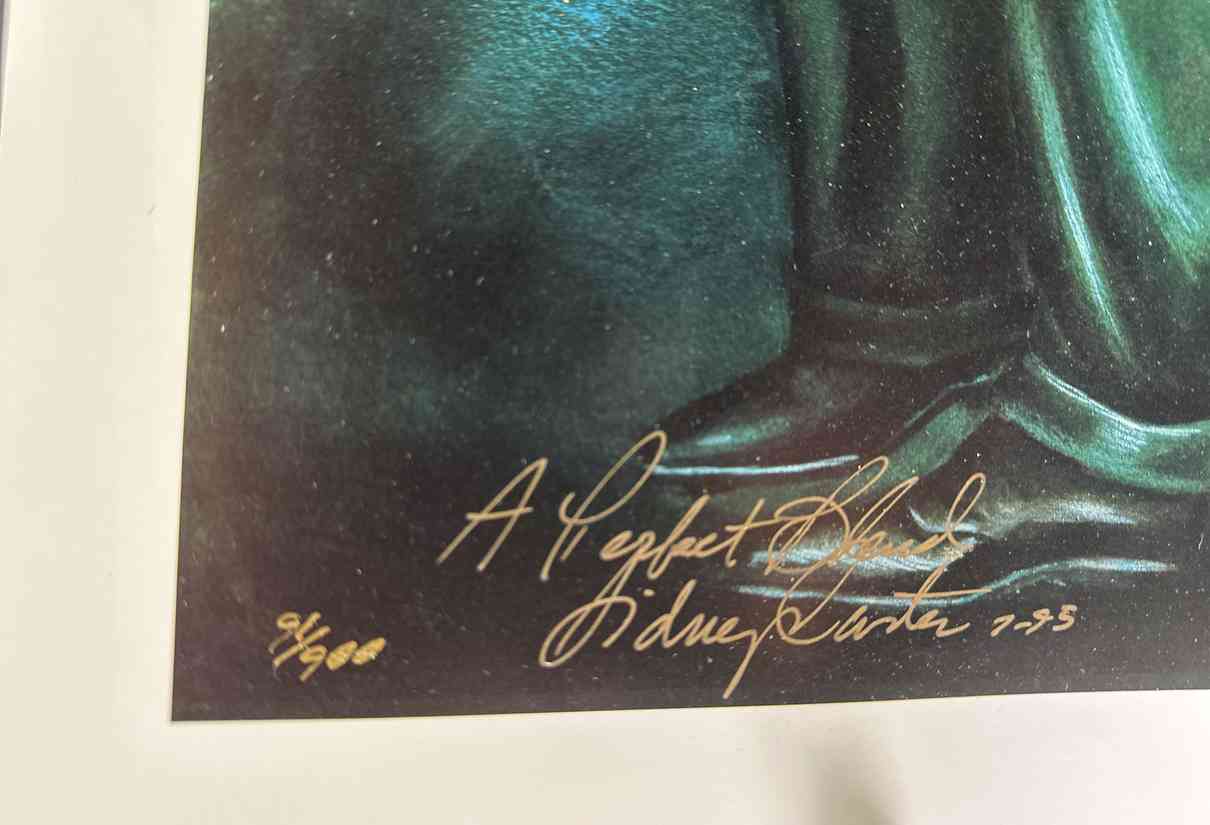 A Perfect Blend
Sidney Carter 7-95
91/900